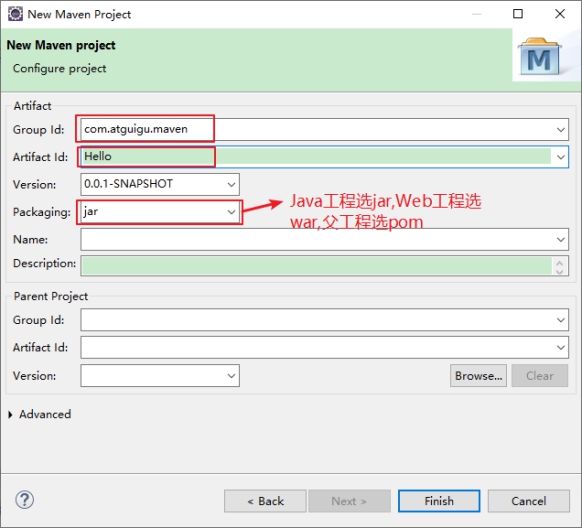 New Maven Project
New Maven project
Configure project
M
Artifact
Group Id: com.atguigu.maven
Artifact Id: Hello
Version: 0.0.1-SNAPSHOT
Packaging: jar
Java工程选jar,Web工程选
war,父工程选pom
Name:
Description:
Parent Project
Group Id:
Artifact Id:
Version: Browse... Clear
Advanced
? < Back Next > Finish Cancel